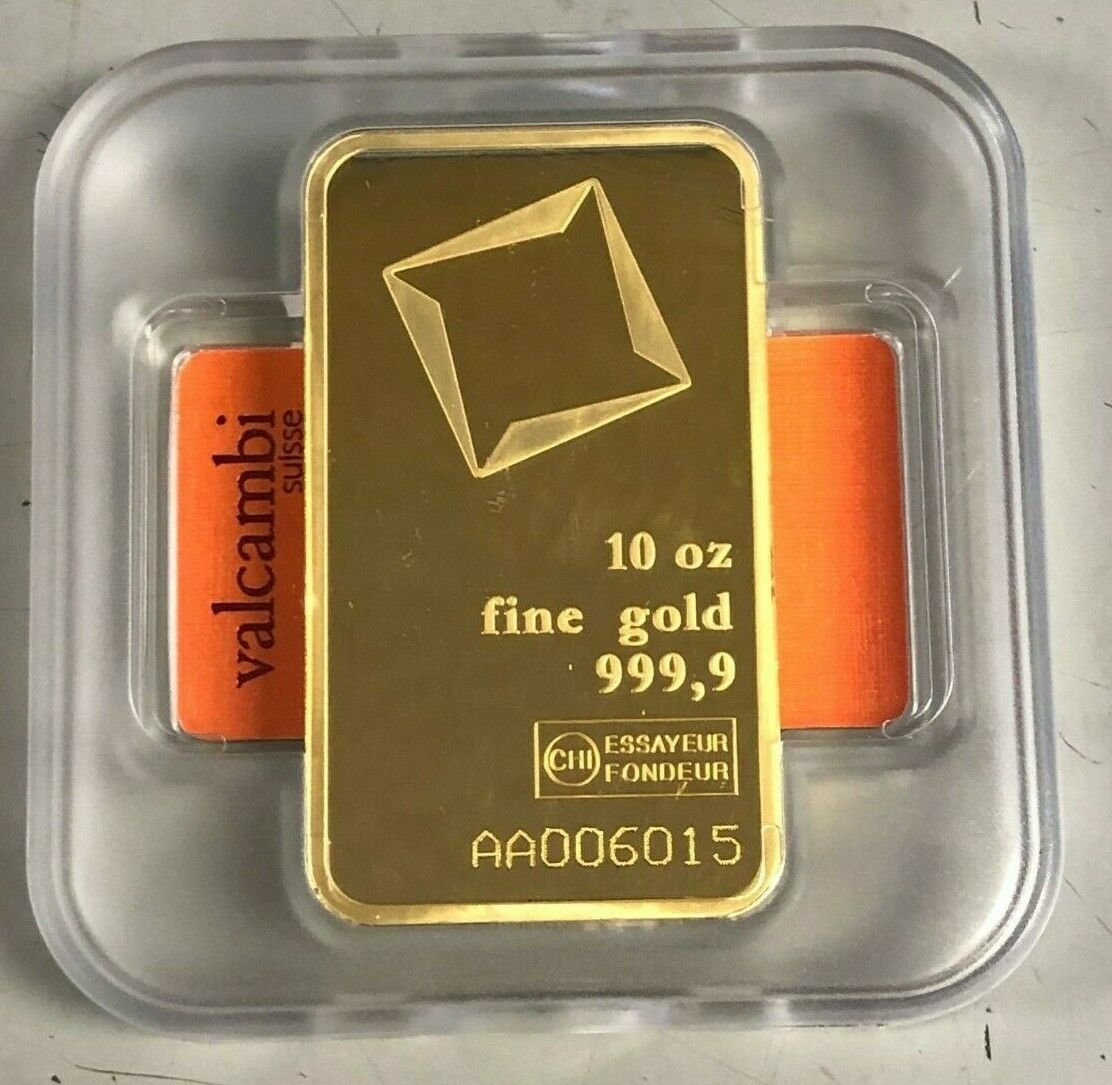 valcambi
suisse
10 oz
fine gold
999,9
CHI
ESSAYEUR
FONDEUR
AA006015